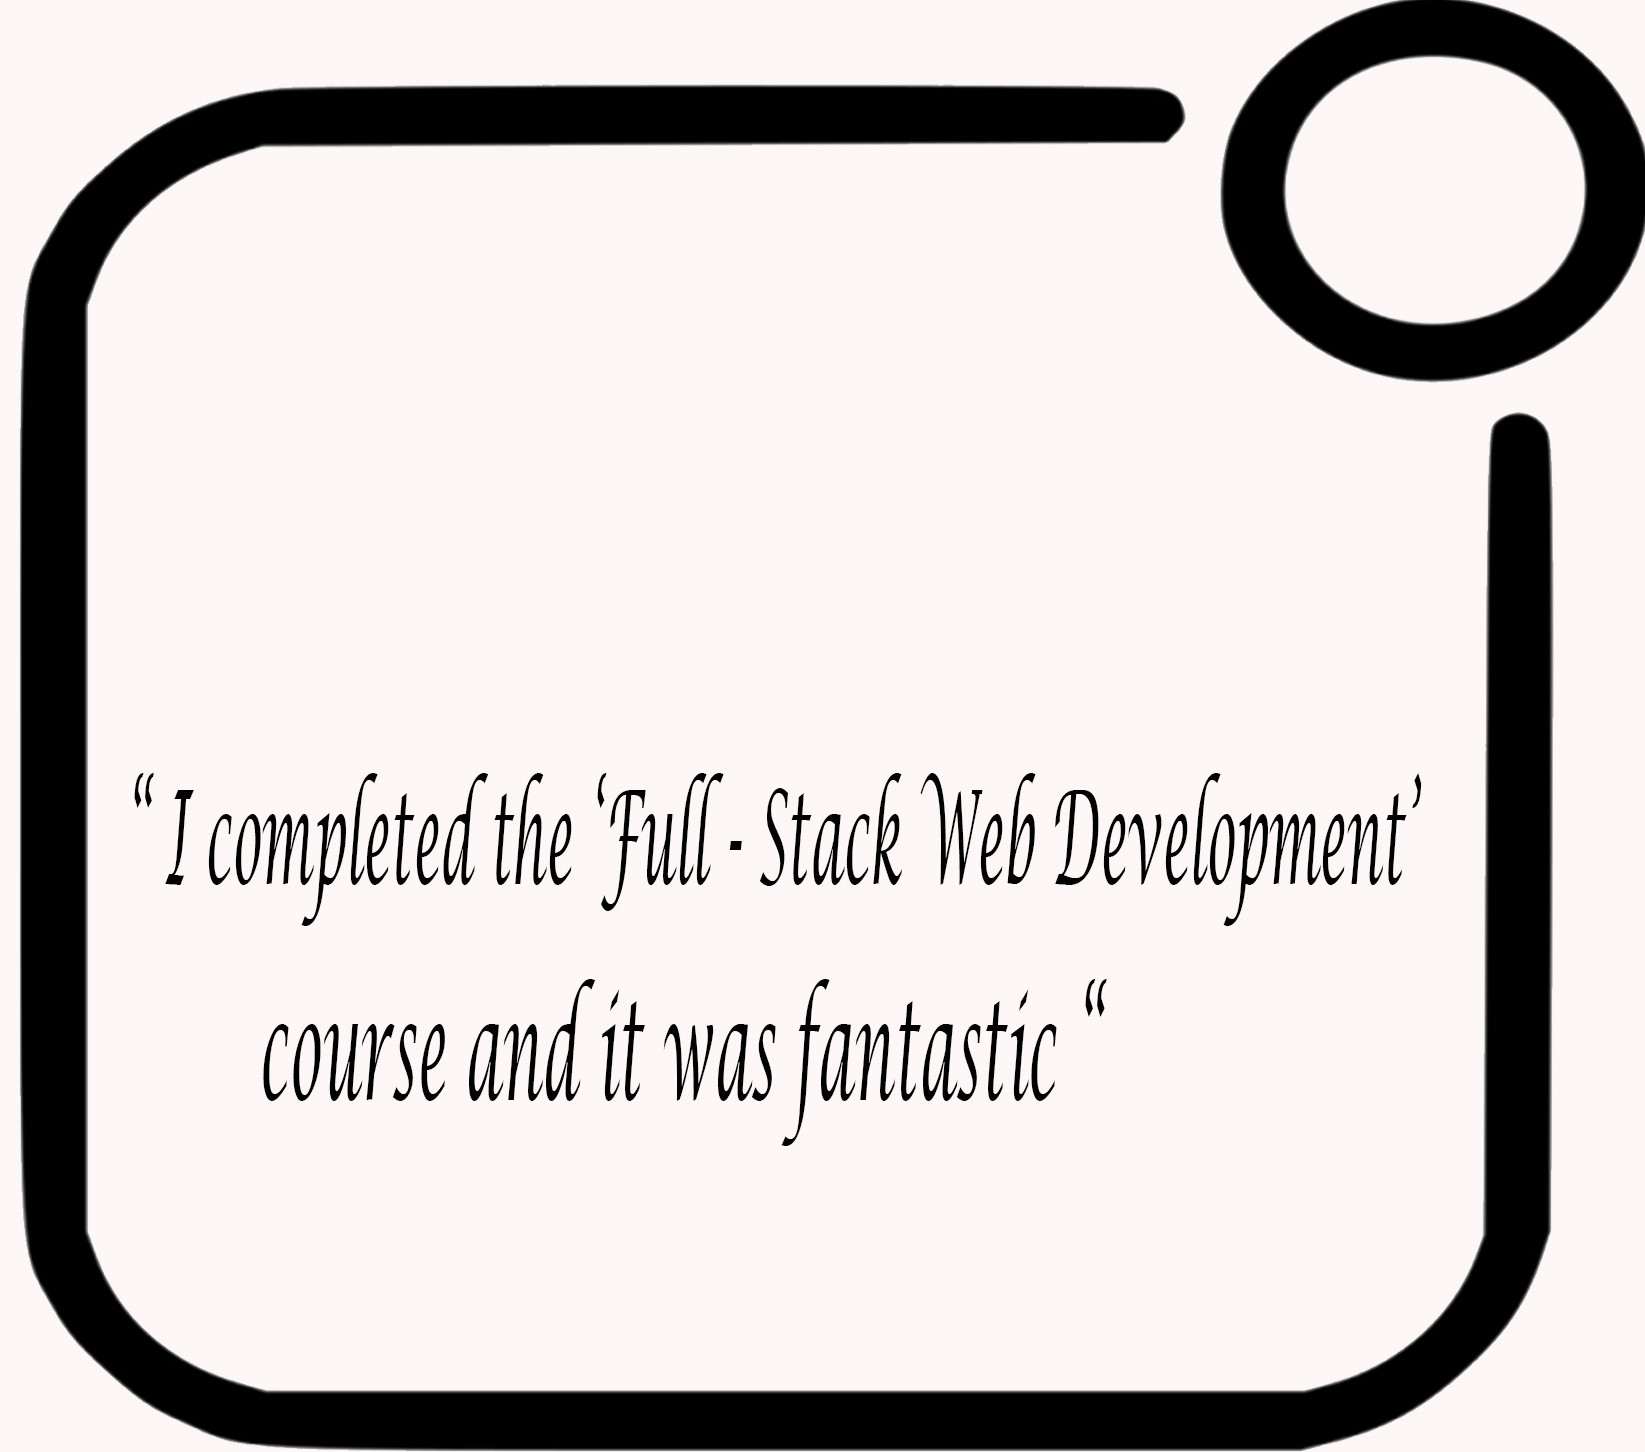 “ I completed the ‘Full - Stack Web Development’
course and it was fantastic “